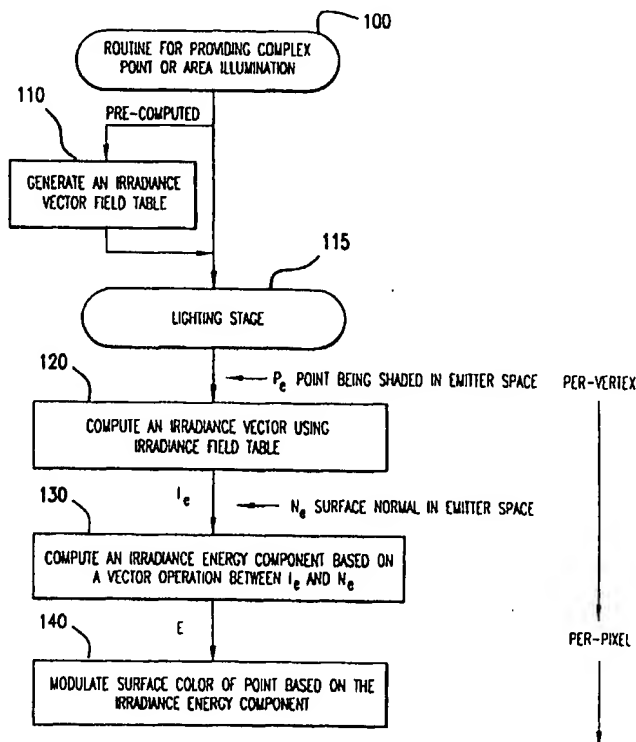 100
ROUTINE FOR PROVIDING COMPLEX
POINT OR AREA ILLUMINATION
110
PRE-COMPUTED
GENERATE AN IRRADIANCE
VECTOR FIELD TABLE
115
LIGHTING STAGE
120
Pe POINT BEING SHADED IN EMITTER SPACE
PER-VERTEX
COMPUTE AN IRRADIANCE VECTOR USING
IRRADIANCE FIELD TABLE
130
Ie
Ne SURFACE NORMAL IN EMITTER SPACE
COMPUTE AN IRRADIANCE ENERGY COMPONENT BASED ON
A VECTOR OPERATION BETWEEN Ie AND Ne
140
E
PER-PIXEL
MODULATE SURFACE COLOR OF POINT BASED ON THE
IRRADIANCE ENERGY COMPONENT